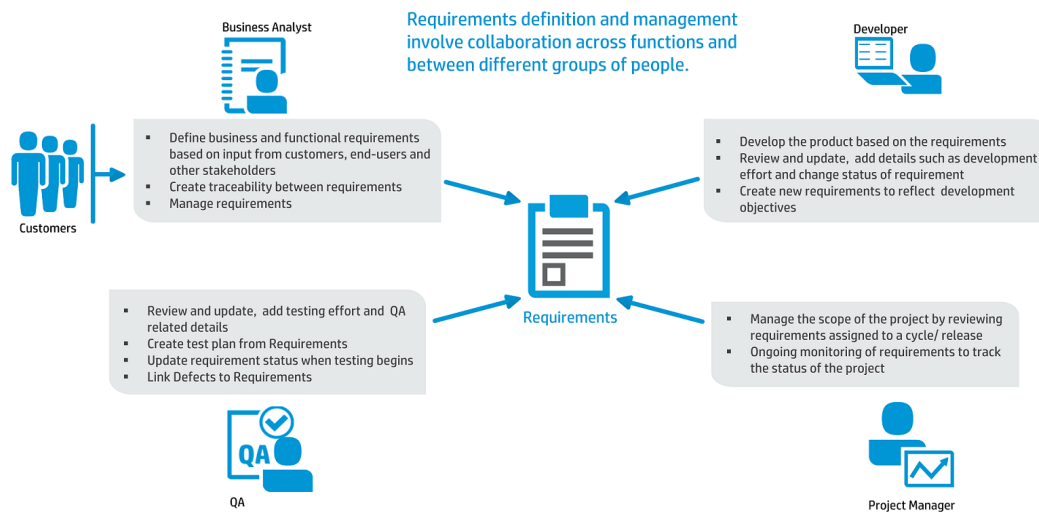 Requirements definition and management
involve collaboration across functions and
between different groups of people.
Business Analyst
▪ Define business and functional requirements
based on input from customers, end-users and
other stakeholders
▪ Create traceability between requirements
▪ Manage requirements
Customers
Developer
▪ Develop the product based on the requirements
▪ Review and update, add details such as development
effort and change status of requirement
▪ Create new requirements to reflect development
objectives
Requirements
▪ Review and update, add testing effort and QA
related details
▪ Create test plan from Requirements
▪ Update requirement status when testing begins
▪ Link Defects to Requirements
QA
QA
▪ Manage the scope of the project by reviewing
requirements assigned to a cycle/ release
▪ Ongoing monitoring of requirements to track
the status of the project
Project Manager